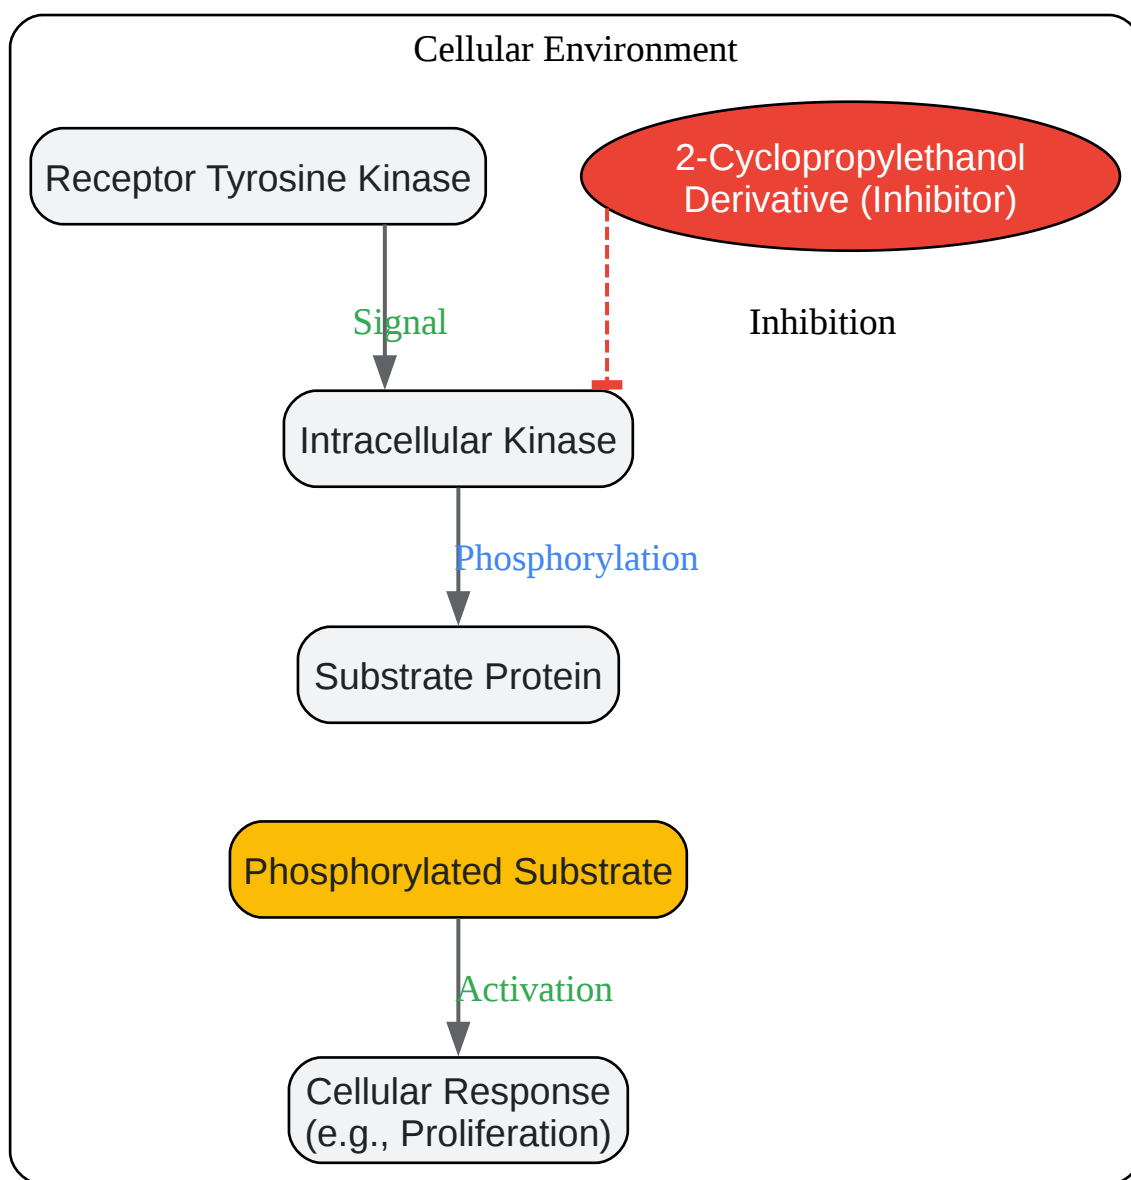 Cellular Environment
Receptor Tyrosine Kinase
2-Cyclopropylethanol
Derivative (Inhibitor)
Signal
Inhibition
Intracellular Kinase
Phosphorylation
Substrate Protein
Phosphorylated Substrate
Activation
Cellular Response
(e.g., Proliferation)